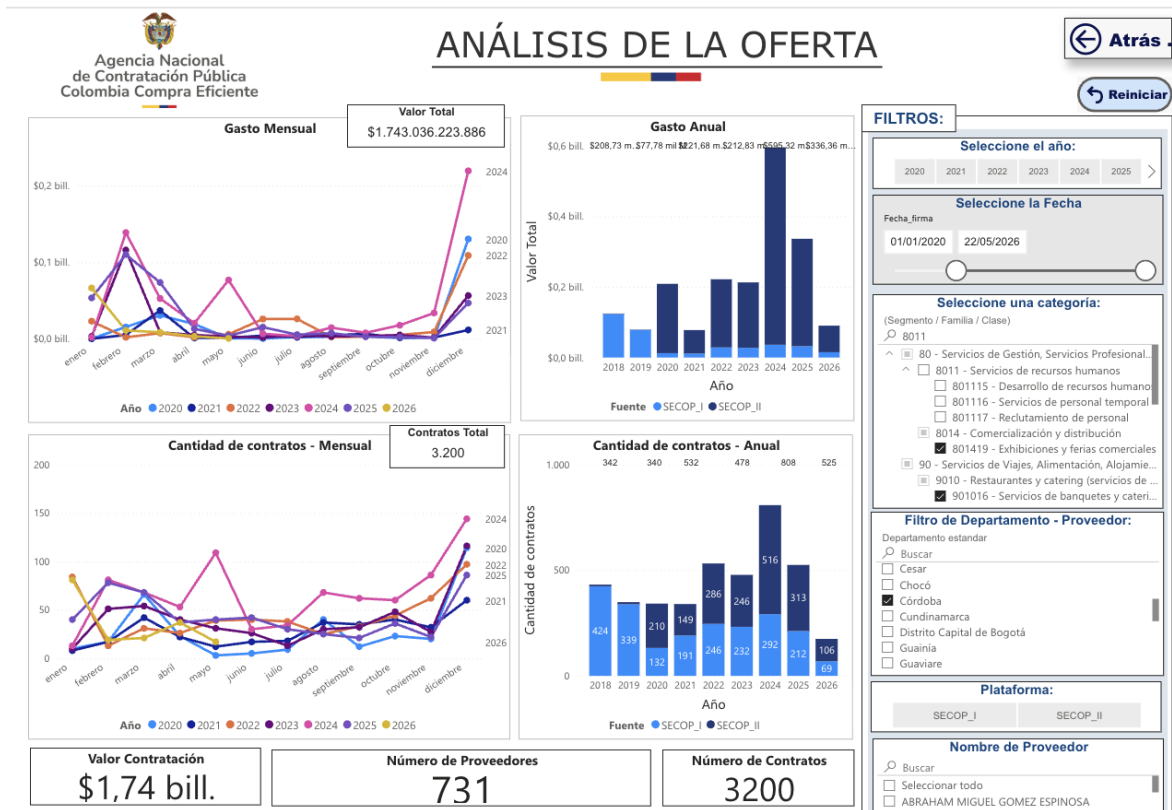 Agencia Nacional
de Contratación Pública
Colombia Compra Eficiente
ANÁLISIS DE LA OFERTA
Atrás .
Reiniciar
Gasto Mensual
Valor Total
$1.743.036.223.886
$0,2 bill.
$0,1 bill.
$0,0 bill.
2024
2020
2022
2023
2021
enero
febrero
marzo
abril
mayo
junio
julio
agosto
septiembre
octubre
noviembre
diciembre
Año 2020 2021 2022 2023 2024 2025 2026
Gasto Anual
$0,6 bill.
$0,4 bill.
$0,2 bill.
$0,0 bill.
$208,73 m. $77,78 mil $221,68 m. $212,83 m. $595,32 m $336,36 m...
Valor Total
2018 2019 2020 2021 2022 2023 2024 2025 2026
Año
Fuente SECOP_I SECOP_II
Cantidad de contratos - Mensual
Contratos Total
3.200
200
150
100
50
0
2024
2020
2022
2025
2021
2026
enero
febrero
marzo
abril
mayo
junio
julio
agosto
septiembre
octubre
noviembre
diciembre
Año 2020 2021 2022 2023 2024 2025 2026
Cantidad de contratos - Anual
1.000
500
0
342 340 532 478 808 525
Cantidad de contratos
424 339 210 132 149 191 286 246 246 232 516 292 313 212 106 69
2018 2019 2020 2021 2022 2023 2024 2025 2026
Año
Fuente SECOP_I SECOP_II
Valor Contratación
$1,74 bill.
Número de Proveedores
731
Número de Contratos
3200
FILTROS:
Seleccione el año:
2020 2021 2022 2023 2024 2025
Seleccione la Fecha
Fecha_firma
01/01/2020 22/05/2026
Seleccione una categoría:
(Segmento / Familia / Clase)
8011
80 - Servicios de Gestión, Servicios Profesional...
8011 - Servicios de recursos humanos
801115 - Desarrollo de recursos humano
801116 - Servicios de personal temporal
801117 - Reclutamiento de personal
8014 - Comercialización y distribución
801419 - Exhibiciones y ferias comerciales
90 - Servicios de Viajes, Alimentación, Alojamie...
9010 - Restaurantes y catering (servicios de ...
901016 - Servicios de banquetes y cateri...
Filtro de Departamento - Proveedor:
Departamento estandar
Buscar
Cesar
Chocó
Córdoba
Cundinamarca
Distrito Capital de Bogotá
Guainía
Guaviare
Plataforma:
SECOP_I SECOP_II
Nombre de Proveedor
Buscar
Seleccionar todo
ABRAHAM MIGUEL GOMEZ ESPINOSA